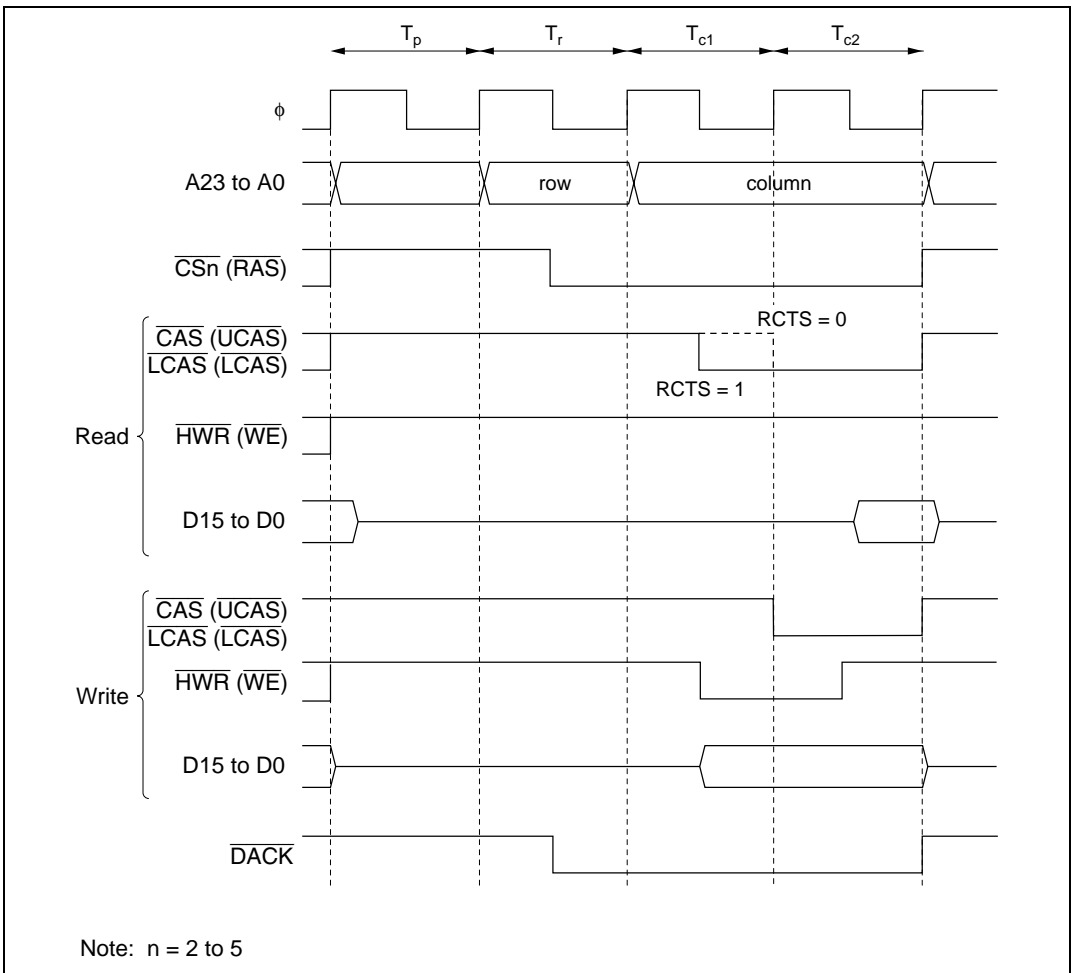 Tp Tr Tc1 Tc2
φ
A23 to A0 row column
CSn (RAS)
RCTS = 0
CAS (UCAS)
LCAS (LCAS)
RCTS = 1
Read HWR (WE)
D15 to D0
CAS (UCAS)
LCAS (LCAS)
HWR (WE)
Write
D15 to D0
DACK
Note: n = 2 to 5